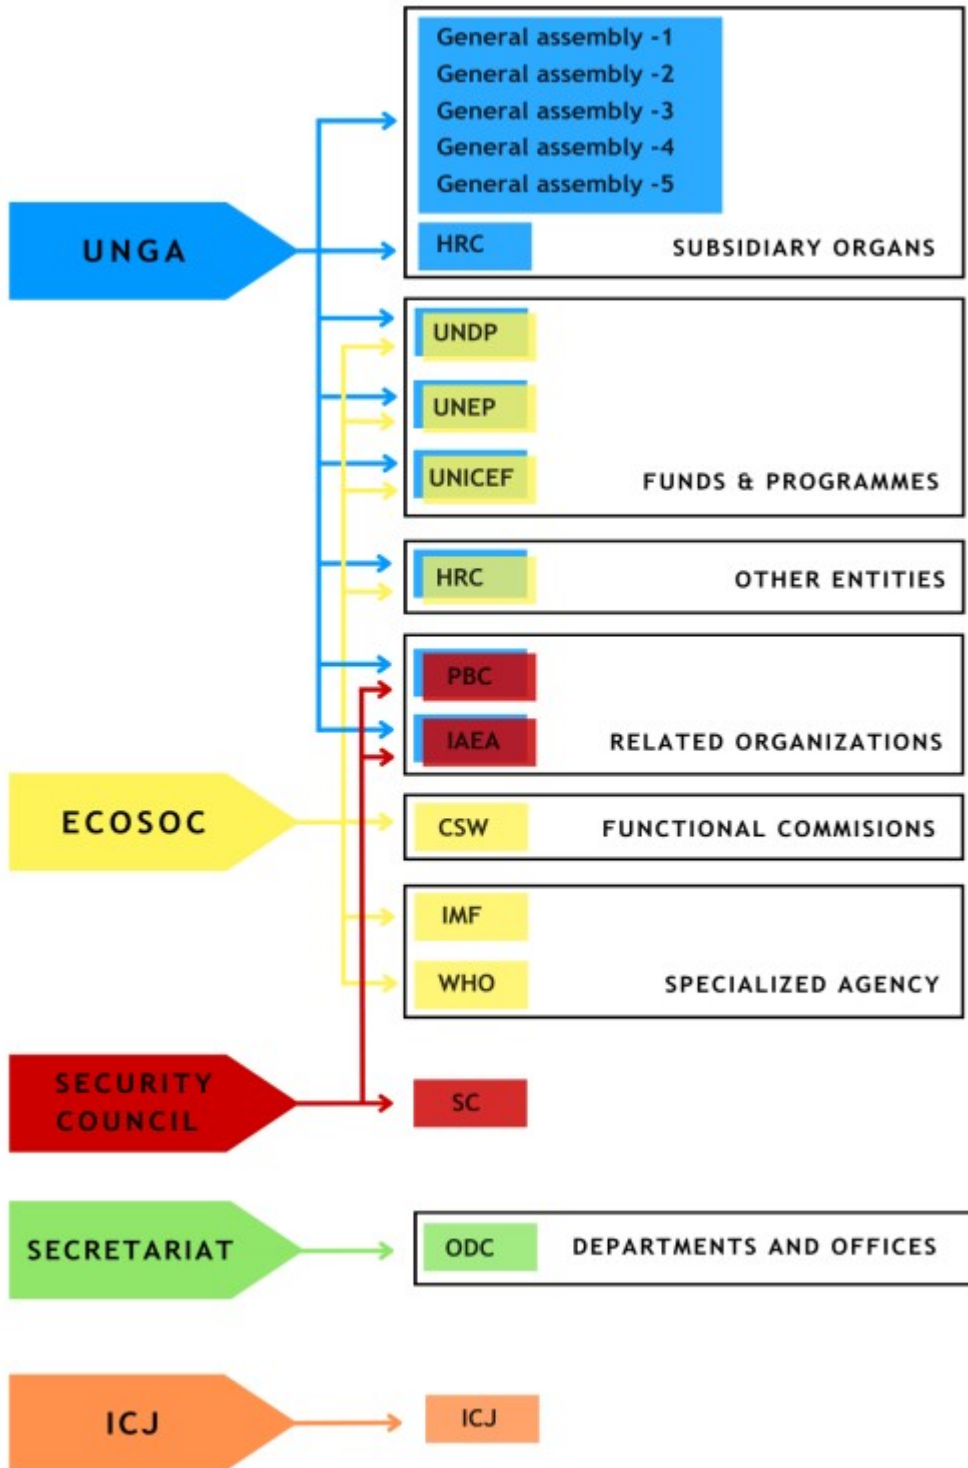 General assembly -1
General assembly -2
General assembly -3
General assembly -4
General assembly -5
UNGA
HRC
SUBSIDIARY ORGANS
UNDP
UNEP
UNICEF
FUNDS & PROGRAMMES
HRC
OTHER ENTITIES
PBC
IAEA
RELATED ORGANIZATIONS
ECOSOC
CSW
FUNCTIONAL COMMISIONS
IMF
WHO
SPECIALIZED AGENCY
SECURITY
COUNCIL
SC
SECRETARIAT
ODC
DEPARTMENTS AND OFFICES
ICJ
ICJ